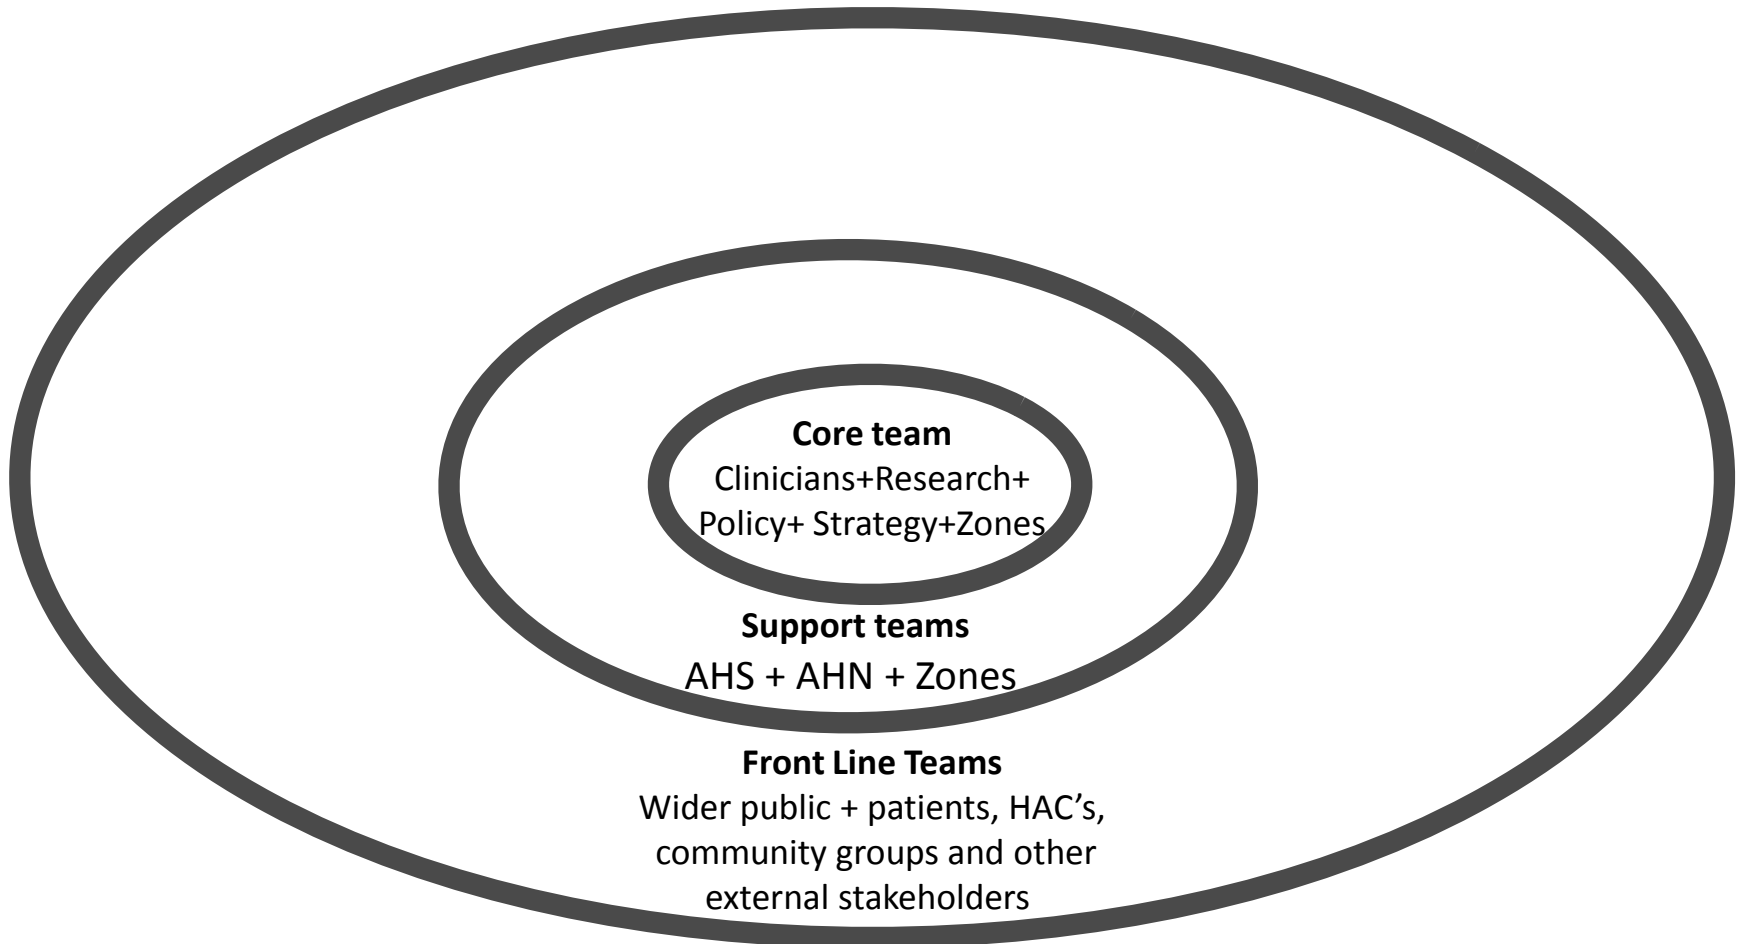 Core team
Clinicians+Research+
Policy+ Strategy+Zones
Support teams
AHS + AHN + Zones
Front Line Teams
Wider public + patients, HAC’s,
community groups and other
external stakeholders